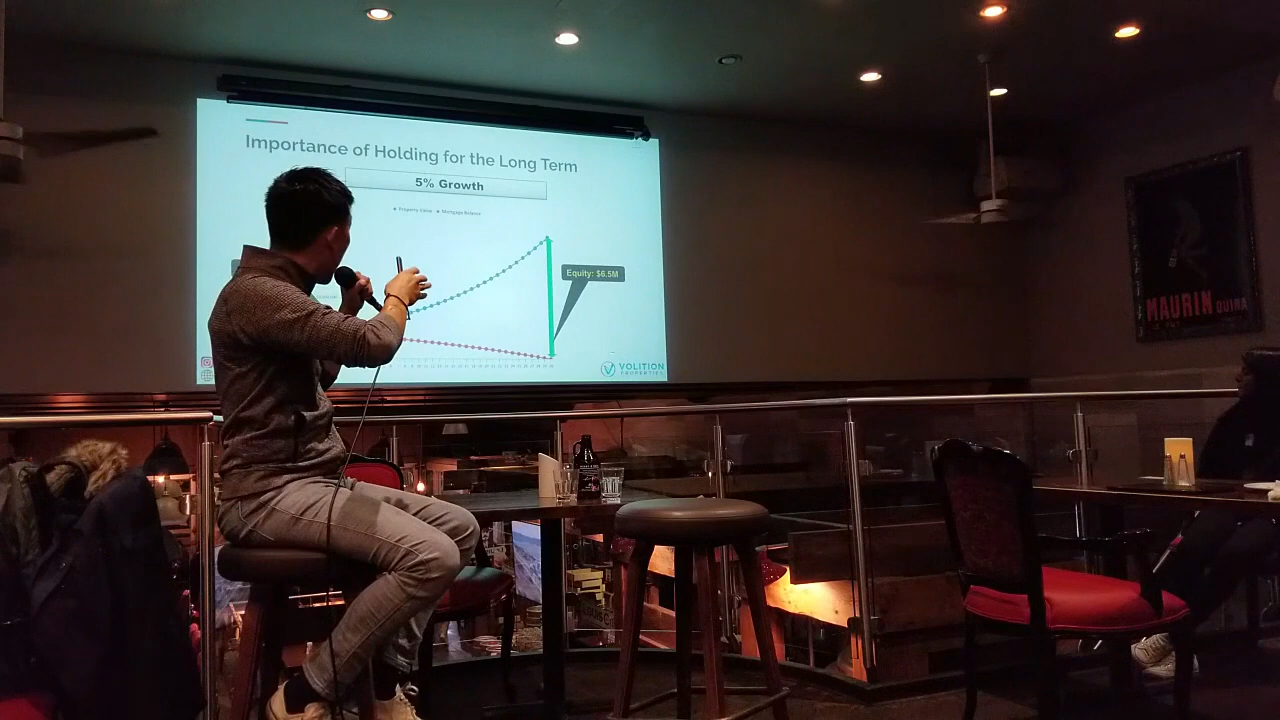 Importance of Holding for the Long Term
5% Growth
Property Value Mortgage Balance
Equity: $6.5M
VOLITION
PROPERTIES
MAURIN QUINA